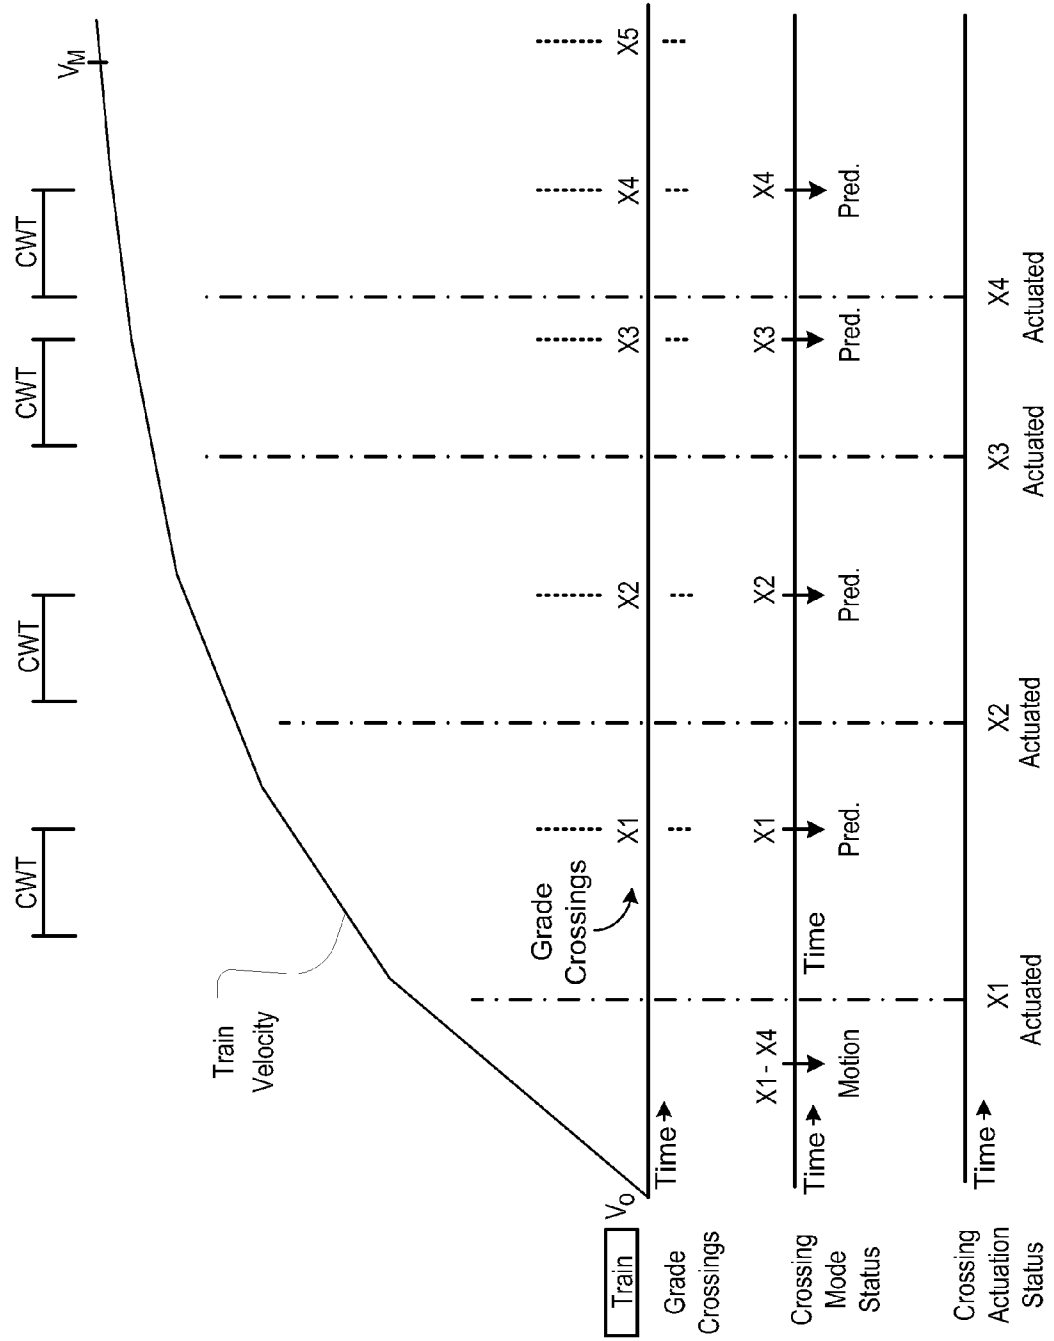 CWT
CWT
CWT
CWT
VM
Train
Velocity
Grade
Crossings
Train
V0
X1
X2
X3
X4
X5
Grade
Crossings
Time
X1 - X4
X1
X2
X3
X4
Crossing
Mode
Status
Time
Motion
Time
Pred.
Pred.
Pred.
Pred.
Crossing
Actuation
Status
Time
X1
Actuated
X2
Actuated
X3
Actuated
X4
Actuated